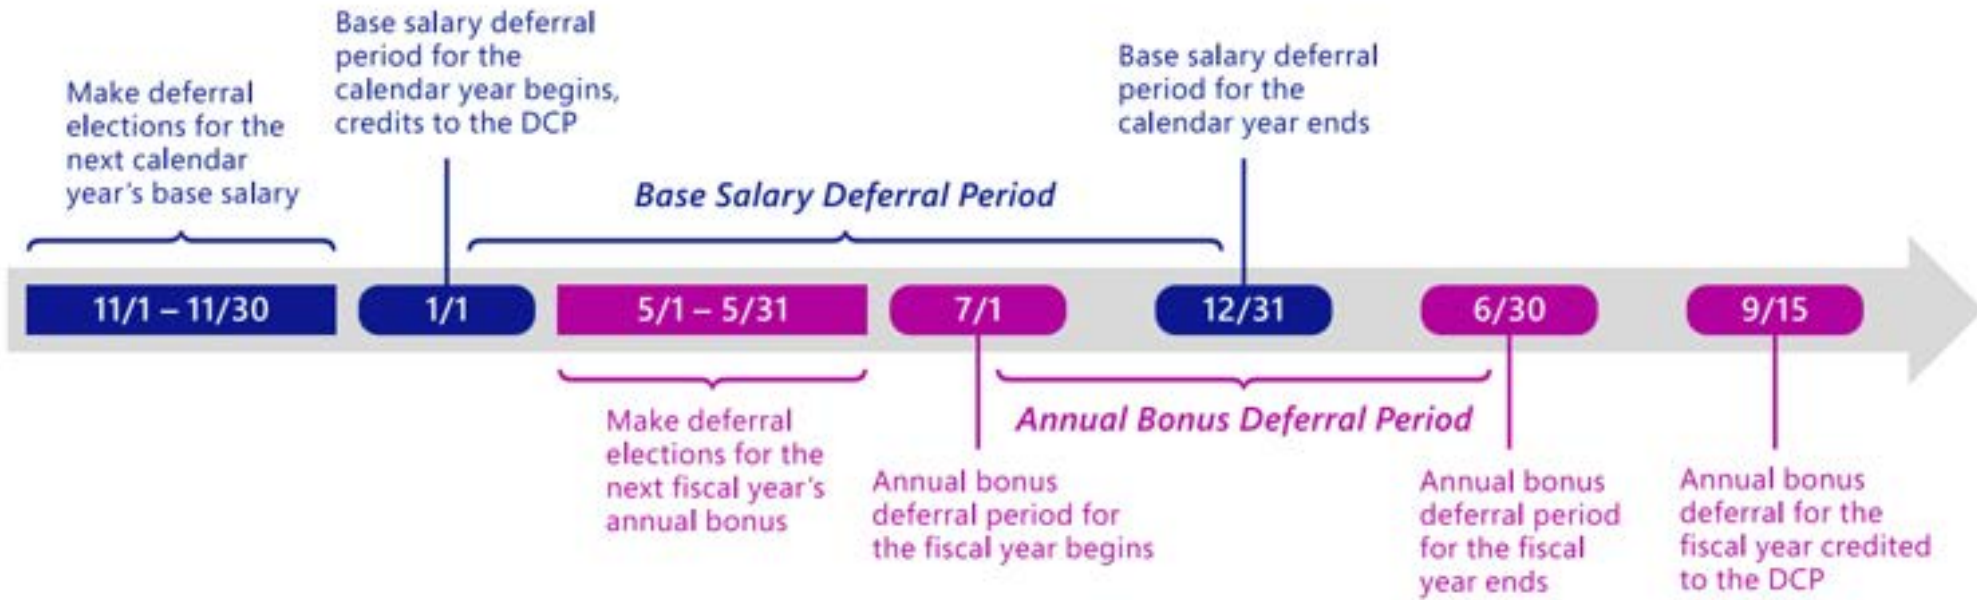 Make deferral
elections for the
next calendar
year's base salary
Base salary deferral
period for the
calendar year begins,
credits to the DCP
Base salary deferral
period for the
calendar year ends
Base Salary Deferral Period
11/1 – 11/30
1/1
5/1 – 5/31
7/1
12/31
6/30
9/15
Make deferral
elections for the
next fiscal year's
annual bonus
Annual bonus
deferral period for
the fiscal year begins
Annual Bonus Deferral Period
Annual bonus
deferral period
for the fiscal
year ends
Annual bonus
deferral for the
fiscal year credited
to the DCP